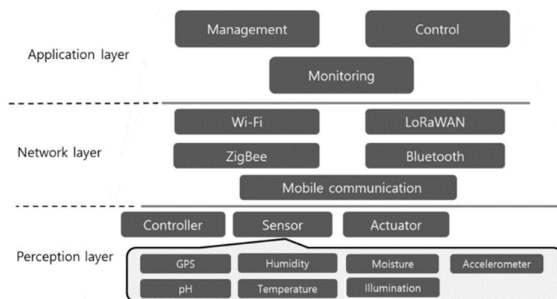 Management
Control
Application layer
Monitoring
Wi-Fi
LoRaWAN
Network layer
ZigBee
Bluetooth
Mobile communication
Controller
Sensor
Actuator
Perception layer
GPS
Humidity
Moisture
Accelerometer
pH
Temperature
Illumination